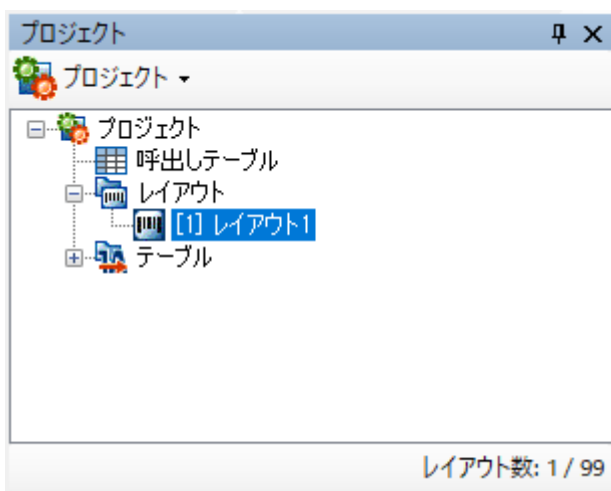 プロジェクト
プロジェクト
プロジェクト
呼出しテーブル
レイアウト
[1] レイアウト1
テーブル
レイアウト数: 1 / 99